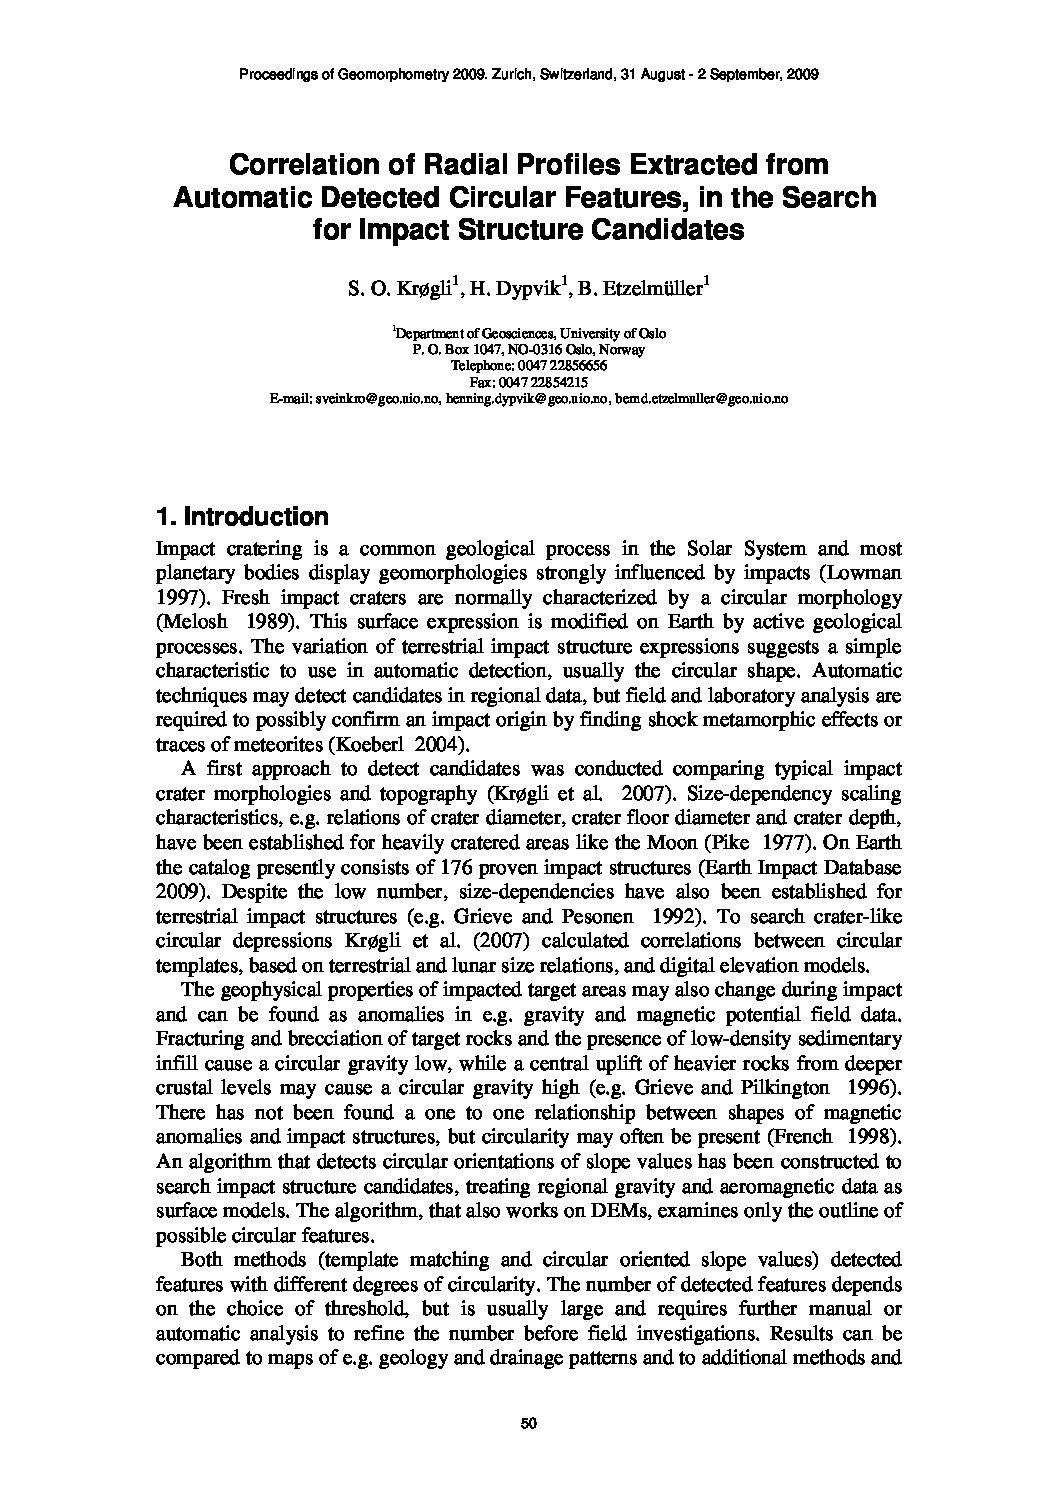 Proceedings of Geomorphometry 2009. Zurich, Switzerland, 31 August - 2 September, 2009
Correlation of Radial Profiles Extracted from
Automatic Detected Circular Features, in the Search
for Impact Structure Candidates
S. O. Krøgli¹, H. Dypvik¹, B. Etzelmüller¹
¹Department of Geosciences, University of Oslo
P. O. Box 1047, NO-0316 Oslo, Norway
Telephone: 0047 22856656
Fax: 0047 22854215
E-mail: sveinkro@geo.uio.no, henning.dypvik@geo.uio.no, bernd.etzelmuller@geo.uio.no
1. Introduction
Impact cratering is a common geological process in the Solar System and most
planetary bodies display geomorphologies strongly influenced by impacts (Lowman
1997). Fresh impact craters are normally characterized by a circular morphology
(Melosh 1989). This surface expression is modified on Earth by active geological
processes. The variation of terrestrial impact structure expressions suggests a simple
characteristic to use in automatic detection, usually the circular shape. Automatic
techniques may detect candidates in regional data, but field and laboratory analysis are
required to possibly confirm an impact origin by finding shock metamorphic effects or
traces of meteorites (Koeberl 2004).
A first approach to detect candidates was conducted comparing typical impact
crater morphologies and topography (Krøgli et al. 2007). Size-dependency scaling
characteristics, e.g. relations of crater diameter, crater floor diameter and crater depth,
have been established for heavily cratered areas like the Moon (Pike 1977). On Earth
the catalog presently consists of 176 proven impact structures (Earth Impact Database
2009). Despite the low number, size-dependencies have also been established for
terrestrial impact structures (e.g. Grieve and Pesonen 1992). To search crater-like
circular depressions Krøgli et al. (2007) calculated correlations between circular
templates, based on terrestrial and lunar size relations, and digital elevation models.
The geophysical properties of impacted target areas may also change during impact
and can be found as anomalies in e.g. gravity and magnetic potential field data.
Fracturing and brecciation of target rocks and the presence of low-density sedimentary
infill cause a circular gravity low, while a central uplift of heavier rocks from deeper
crustal levels may cause a circular gravity high (e.g. Grieve and Pilkington 1996).
There has not been found a one to one relationship between shapes of magnetic
anomalies and impact structures, but circularity may often be present (French 1998).
An algorithm that detects circular orientations of slope values has been constructed to
search impact structure candidates, treating regional gravity and aeromagnetic data as
surface models. The algorithm, that also works on DEMs, examines only the outline of
possible circular features.
Both methods (template matching and circular oriented slope values) detected
features with different degrees of circularity. The number of detected features depends
on the choice of threshold, but is usually large and requires further manual or
automatic analysis to refine the number before field investigations. Results can be
compared to maps of e.g. geology and drainage patterns and to additional methods and
50